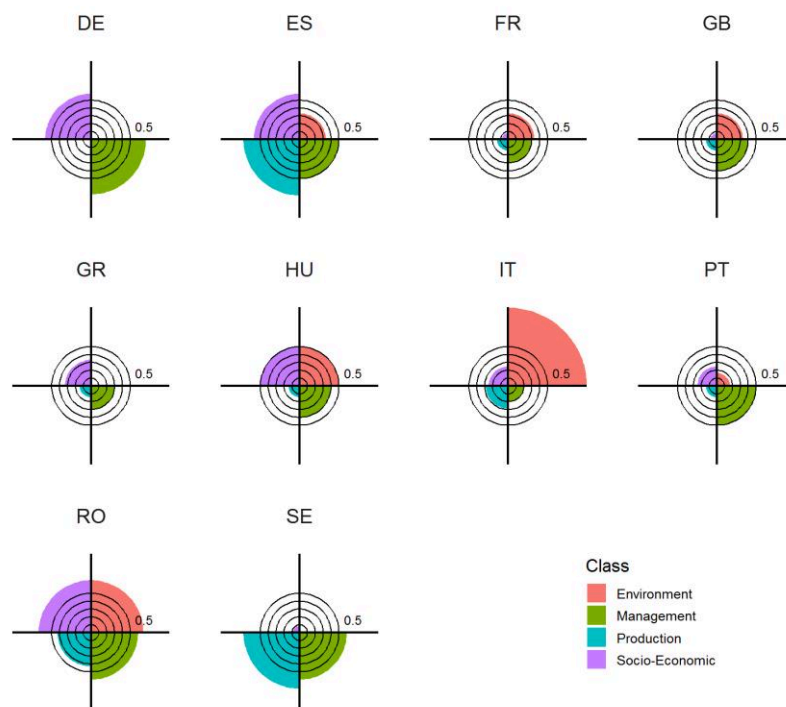 DE ES FR GB
0.5 0.5 0.5 0.5
GR HU IT PT
0.5 0.5 0.5 0.5
RO SE
0.5 0.5
Class
Environment
Management
Production
Socio-Economic